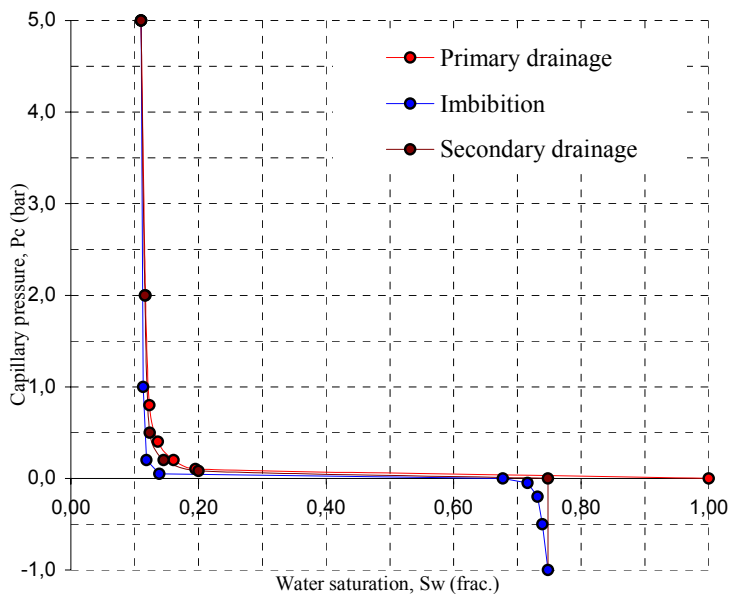 5,0
4,0
3,0
2,0
1,0
0,0
-1,0
Capillary pressure, Pc (bar)
Primary drainage
Imbibition
Secondary drainage
0,00 0,20 0,40 0,60 0,80 1,00
Water saturation, Sw (frac.)